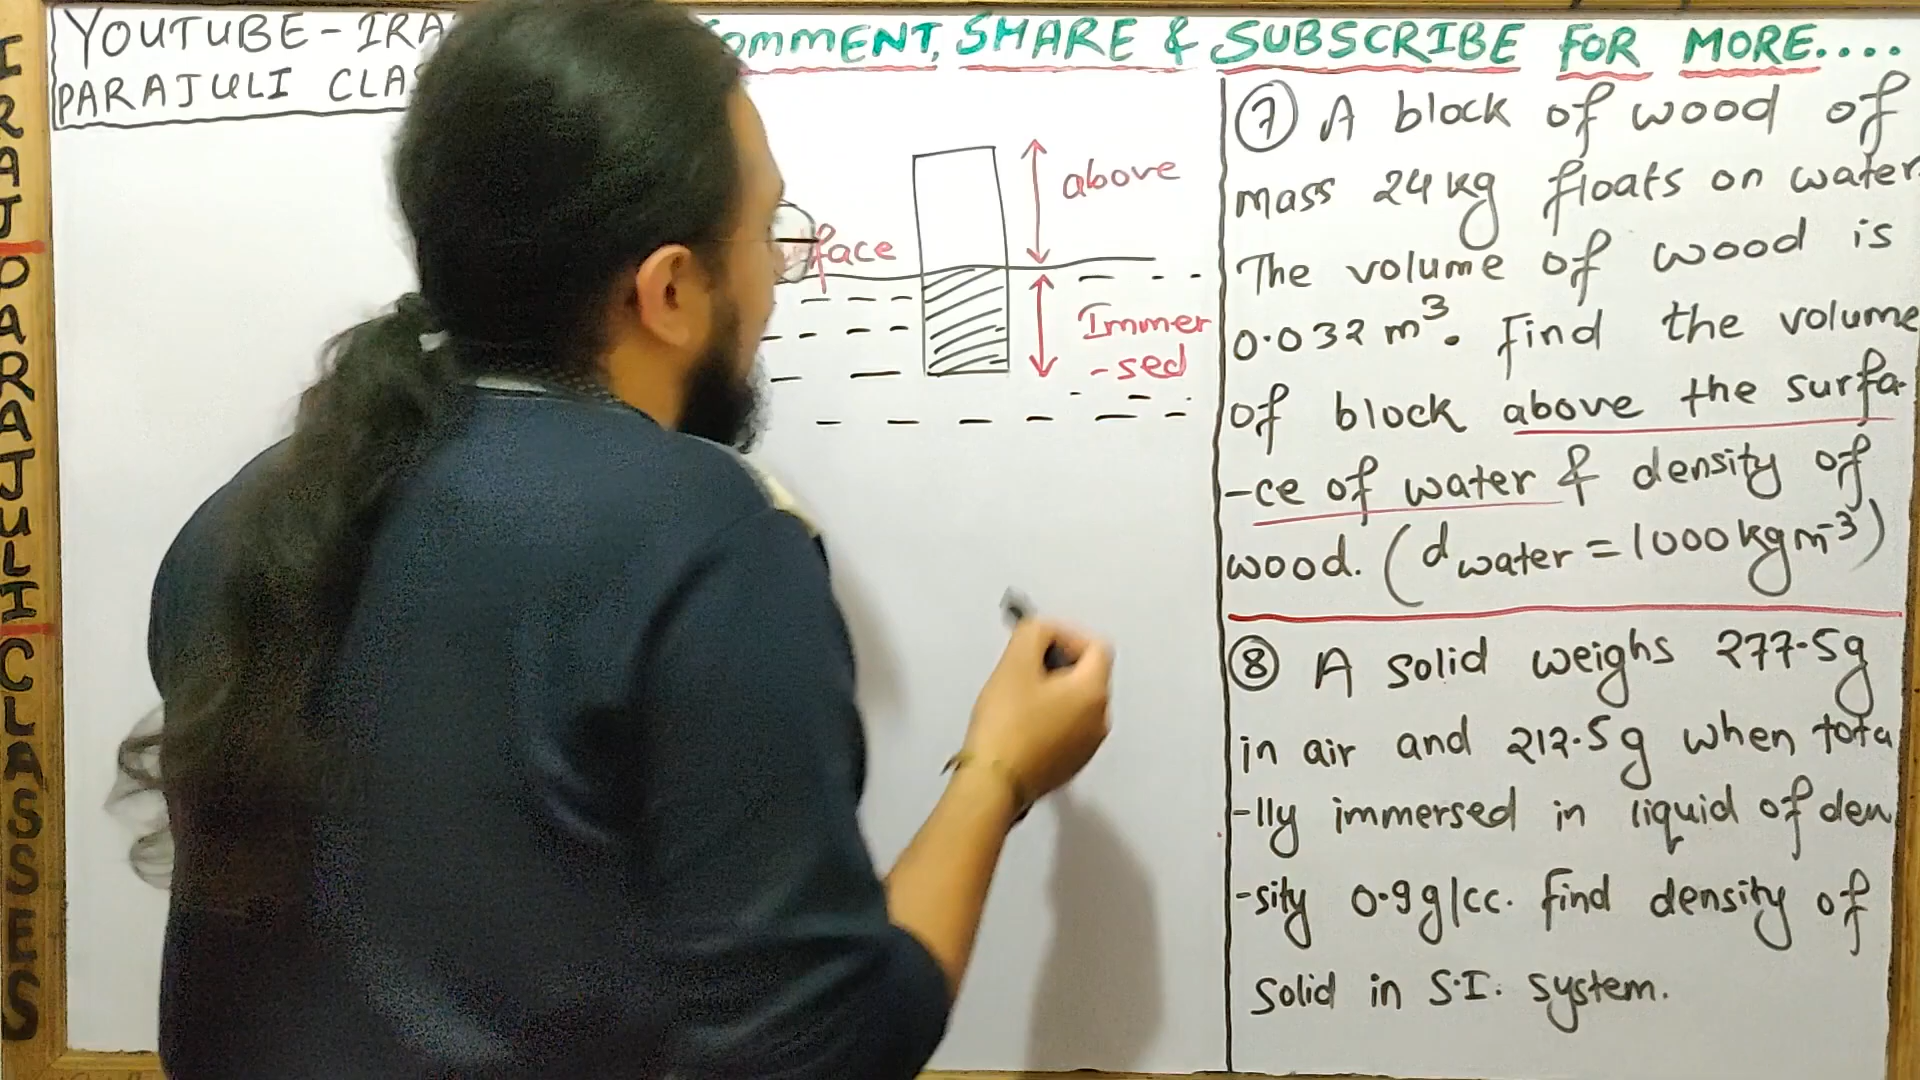 IRAJ PARAJULI CLASSES
YOUTUBE - IRA
PARAJULI CLA
OMMENT, SHARE & SUBSCRIBE FOR MORE....
above
face
Immer
-sed
⑦ A block of wood of
mass 24 kg floats on water.
The volume of wood is
0.032 m³. Find the volume
of block above the surfa-
-ce of water & density of
wood. (d water = 1000 kgm⁻³)
⑧ A solid weighs 277.5g
in air and 212.5g when tota
-lly immersed in liquid of den
-sity 0.9g/cc. find density of
solid in S.I. system.